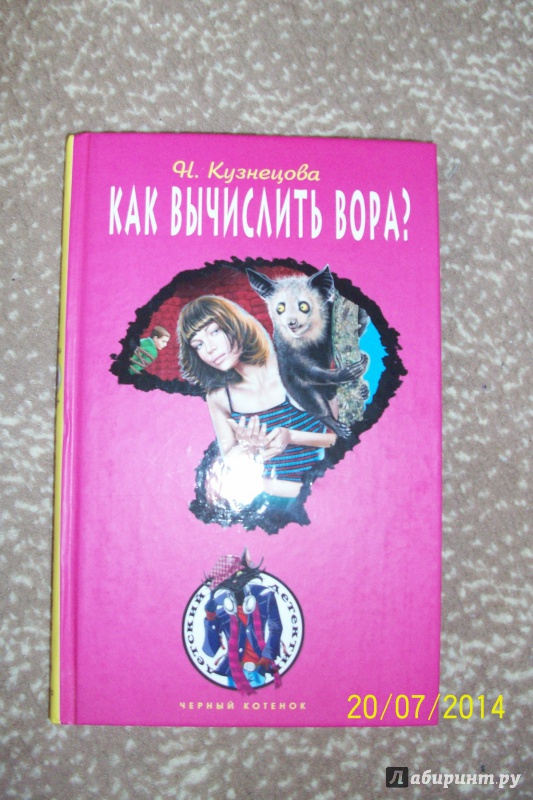 Н. Кузнецова
КАК ВЫЧИСЛИТЬ ВОРА?
ДЕТСКИЙ ДЕТЕКТИВ
ЧЕРНЫЙ КОТЕНОК
20/07/2014
Лабиринт.ру